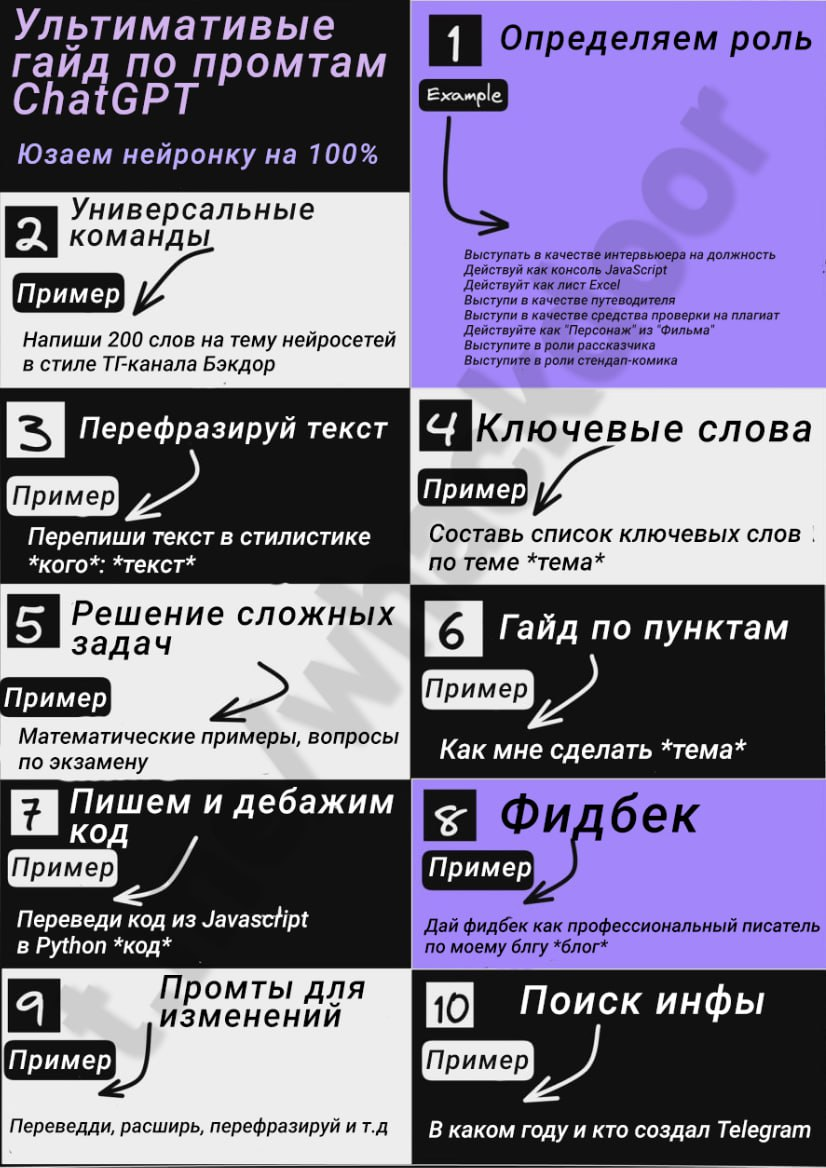 Ультимативые
гайд по промтам
ChatGPT
Юзаем нейронку на 100%
1
Определяем роль
Example
Выступать в качестве интервьюера на должность
Действуй как консоль JavaScript
Действуйт как лист Excel
Выступи в качестве путеводителя
Выступи в качестве средства проверки на плагиат
Действуйте как "Персонаж" из "Фильма"
Выступите в роли рассказчика
Выступите в роли стендап-комика
2
Универсальные
команды
Пример
Напиши 200 слов на тему нейросетей
в стиле ТГ-канала Бэкдор
3
Перефразируй текст
Пример
Перепиши текст в стилистике
*кого*: *текст*
4
Ключевые слова
Пример
Составь список ключевых слов
по теме *тема*
5
Решение сложных
задач
Пример
Математические примеры, вопросы
по экзамену
6
Гайд по пунктам
Пример
Как мне сделать *тема*
7
Пишем и дебажим
код
Пример
Переведи код из Javascript
в Python *код*
8
Фидбек
Пример
Дай фидбек как профессиональный писатель
по моему блгу *блог*
9
Промты для
изменений
Пример
Переведди, расширь, перефразируй и т.д
10
Поиск инфы
Пример
В каком году и кто создал Telegram
t.me/whackdoor